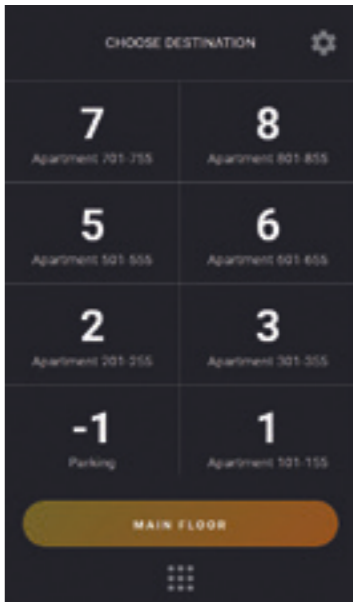 CHOOSE DESTINATION
7
8
Apartment 701-755
Apartment 801-855
5
6
Apartment 501-555
Apartment 601-655
2
3
Apartment 201-255
Apartment 301-355
-1
1
Parking
Apartment 101-155
MAIN FLOOR